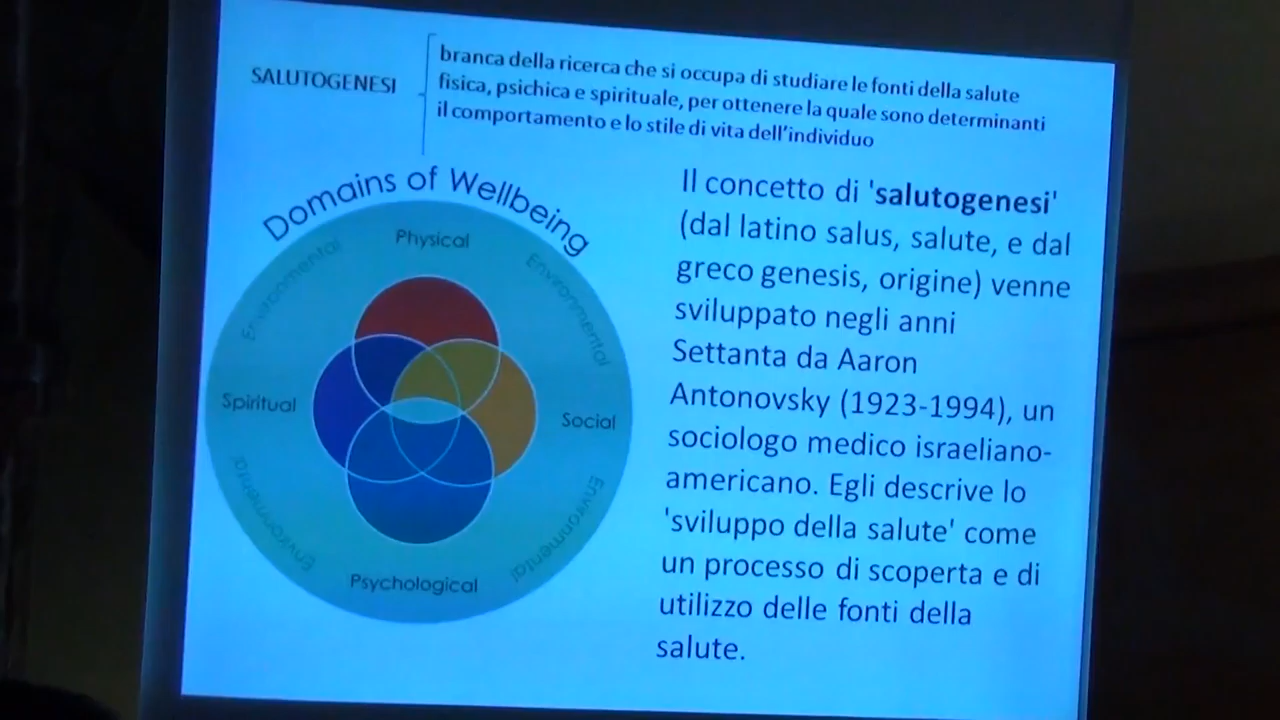 SALUTOGENESI
branca della ricerca che si occupa di studiare le fonti della salute
fisica, psichica e spirituale, per ottenere la quale sono determinanti
il comportamento e lo stile di vita dell'individuo
Domains of Wellbeing
Physical
Environmental
Environmental
Spiritual
Social
Environmental
Environmental
Psychological
Il concetto di 'salutogenesi'
(dal latino salus, salute, e dal
greco genesis, origine) venne
sviluppato negli anni
Settanta da Aaron
Antonovsky (1923-1994), un
sociologo medico israeliano-
americano. Egli descrive lo
'sviluppo della salute' come
un processo di scoperta e di
utilizzo delle fonti della
salute.